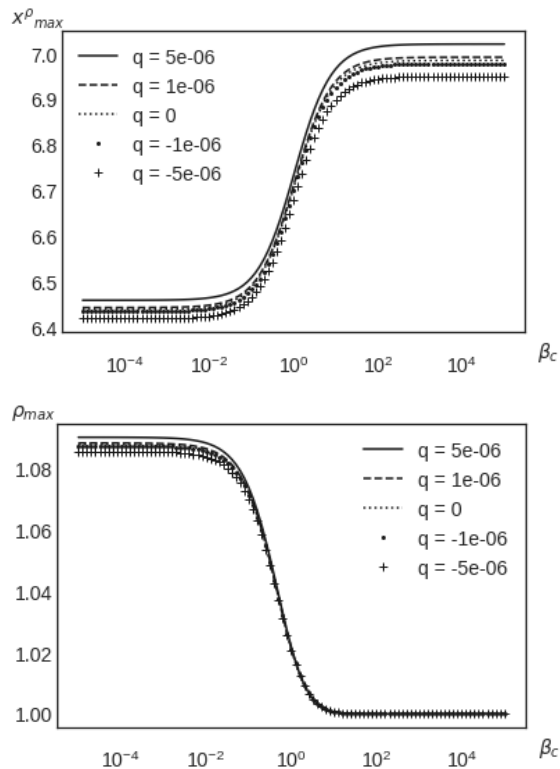 x^ρ_max
7.0
6.9
6.8
6.7
6.6
6.5
6.4
q = 5e-06
q = 1e-06
q = 0
q = -1e-06
q = -5e-06
10^-4 10^-2 10^0 10^2 10^4
β_c
ρ_max
1.08
1.06
1.04
1.02
1.00
q = 5e-06
q = 1e-06
q = 0
q = -1e-06
q = -5e-06
10^-4 10^-2 10^0 10^2 10^4
β_c